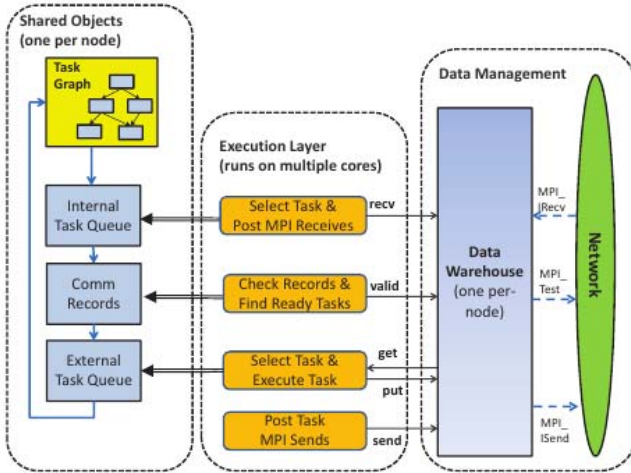 Shared Objects
(one per node)
Task
Graph
Internal
Task Queue
Comm
Records
External
Task Queue
Execution Layer
(runs on multiple cores)
Select Task &
Post MPI Receives
recv
Check Records &
Find Ready Tasks
valid
Select Task &
Execute Task
get
put
Post Task
MPI Sends
send
Data Management
Data
Warehouse
(one per-
node)
MPI_
IRecv
MPI_
Test
MPI_
ISend
Network